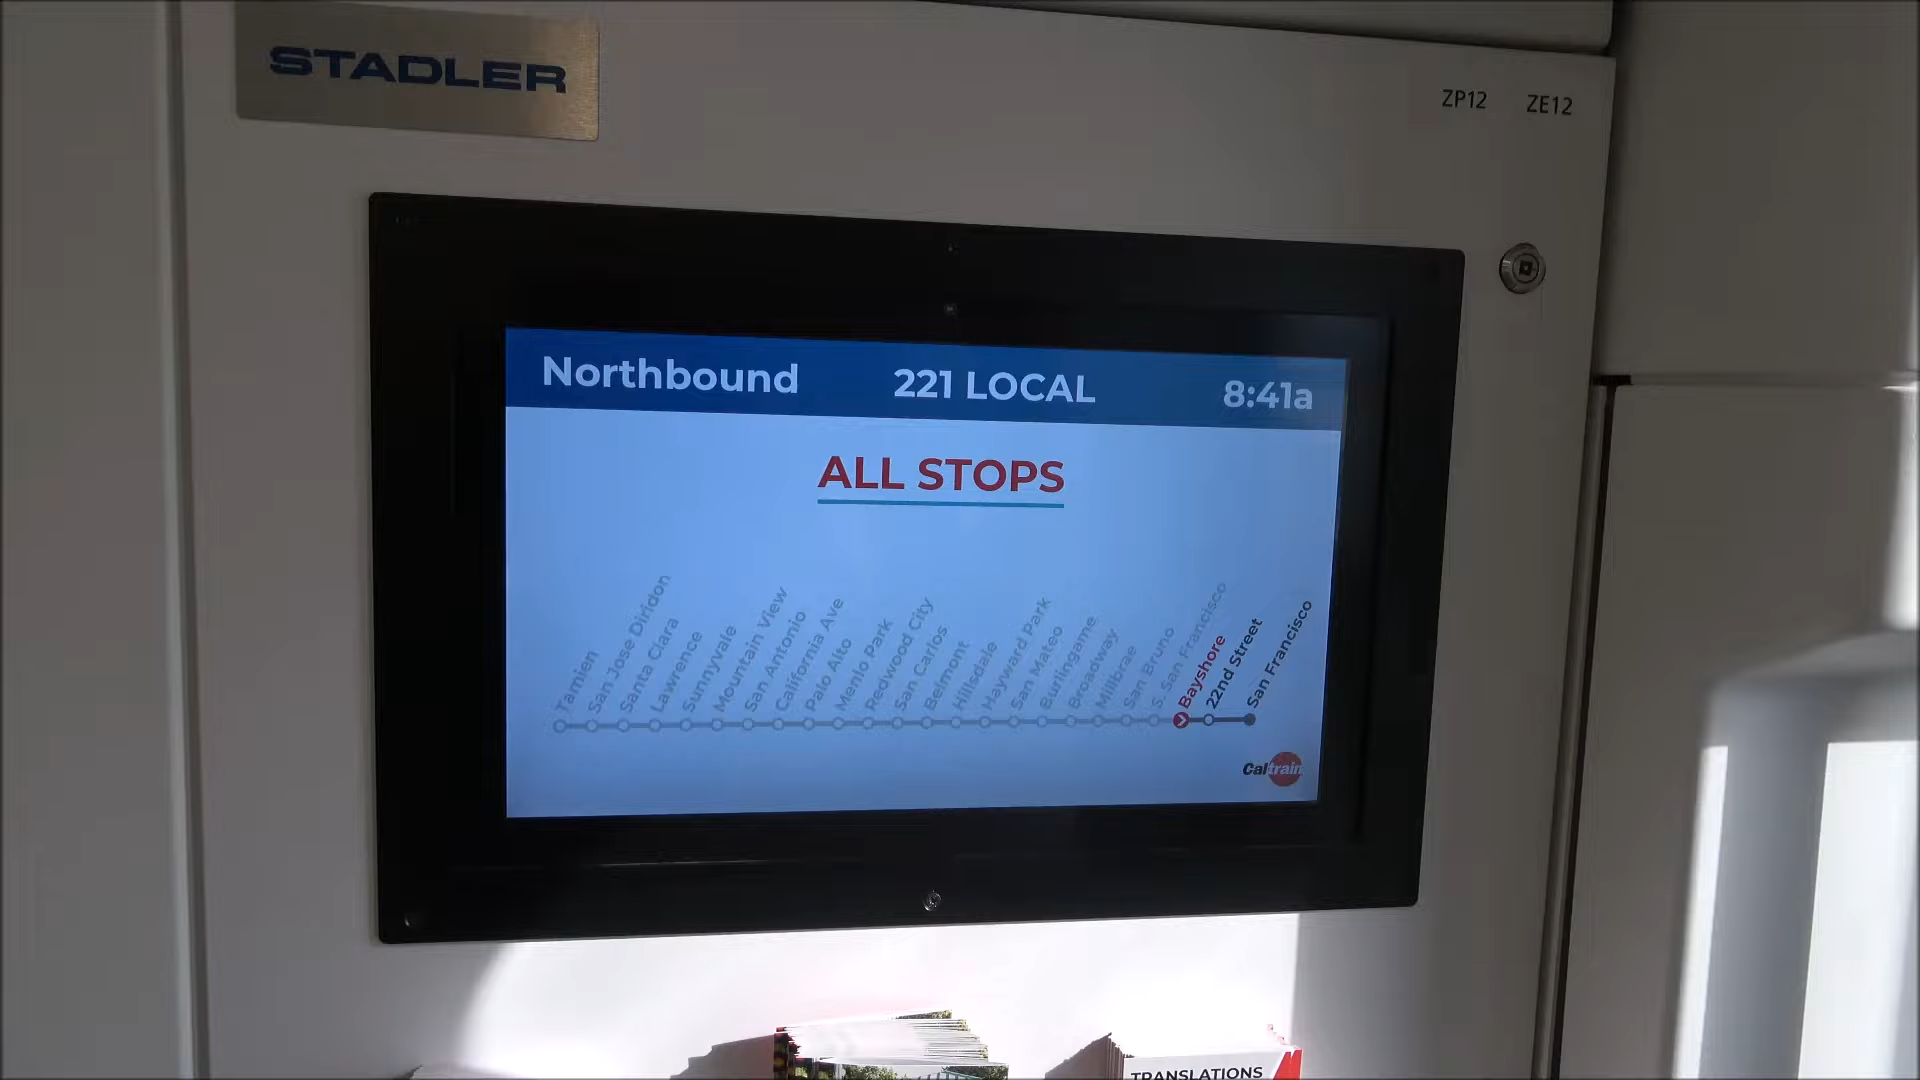 STADLER
ZP12 ZE12
Northbound 221 LOCAL 8:41a
ALL STOPS
Tamien
San Jose Diridon
Santa Clara
Lawrence
Sunnyvale
Mountain View
San Antonio
California Ave
Palo Alto
Menlo Park
Redwood City
San Carlos
Belmont
Hillsdale
Hayward Park
San Mateo
Burlingame
Broadway
Millbrae
San Bruno
S. San Francisco
Bayshore
22nd Street
San Francisco
Caltrain
TRANSLATIONS